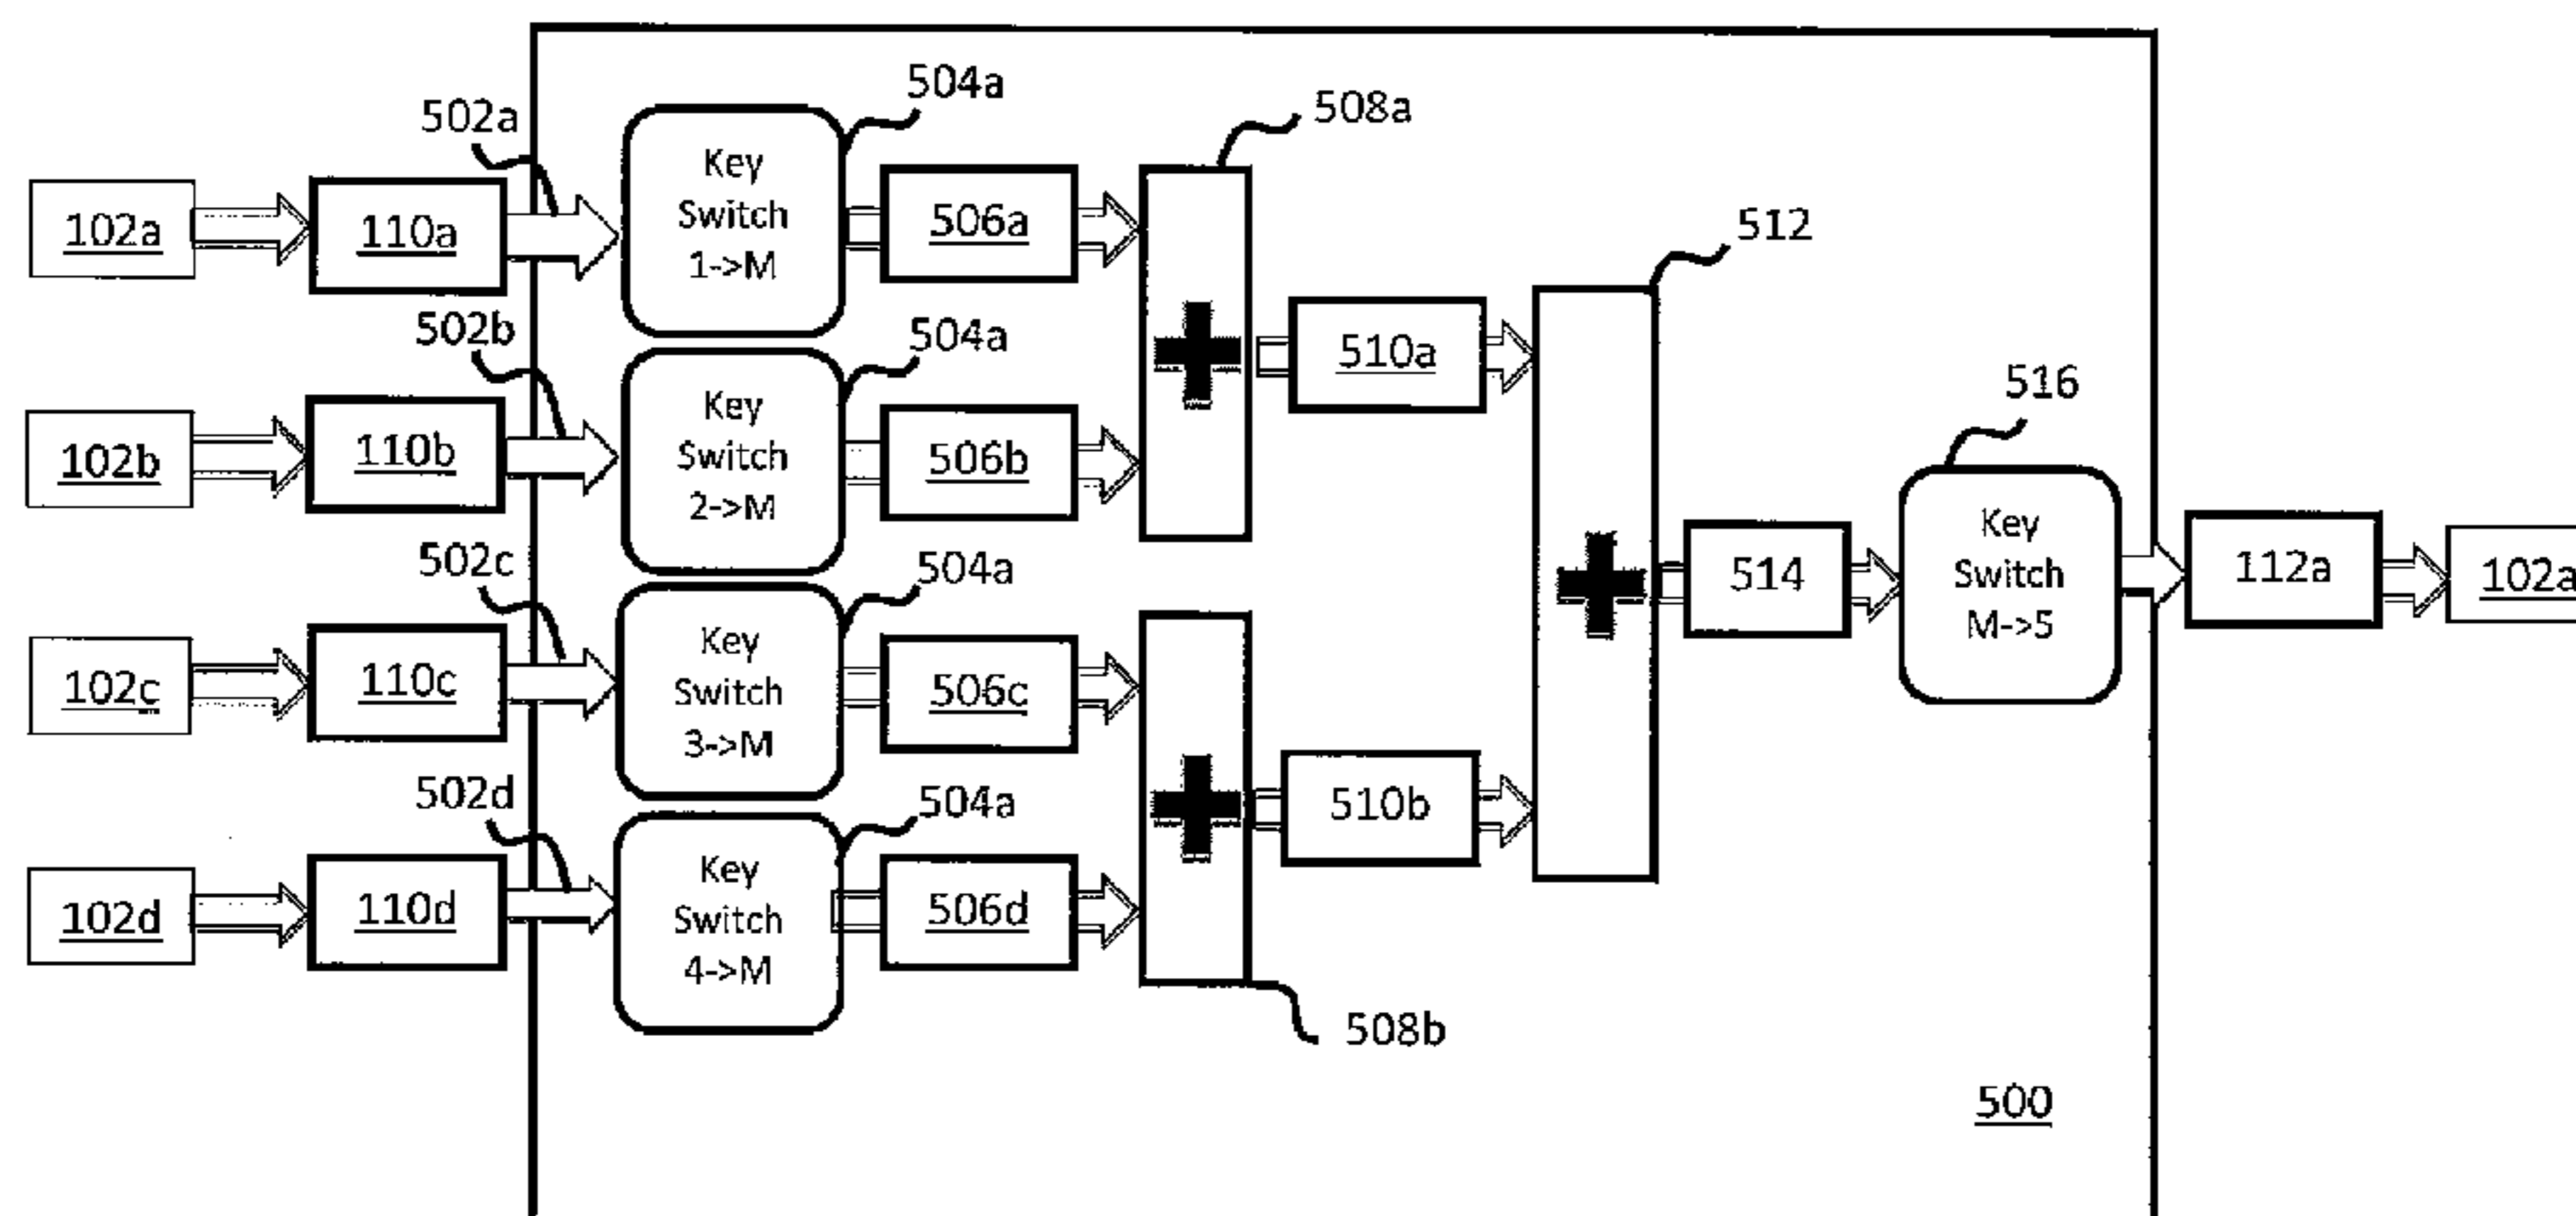 504a
508a
502a
Key
Switch
1->M
102a
110a
506a
512
502b
504a
Key
Switch
2->M
510a
516
102b
110b
506b
502c
504a
Key
Switch
3->M
Key
Switch
M->5
514
112a
102a
102c
110c
506c
502d
504a
Key
Switch
4->M
510b
102d
110d
506d
508b
500